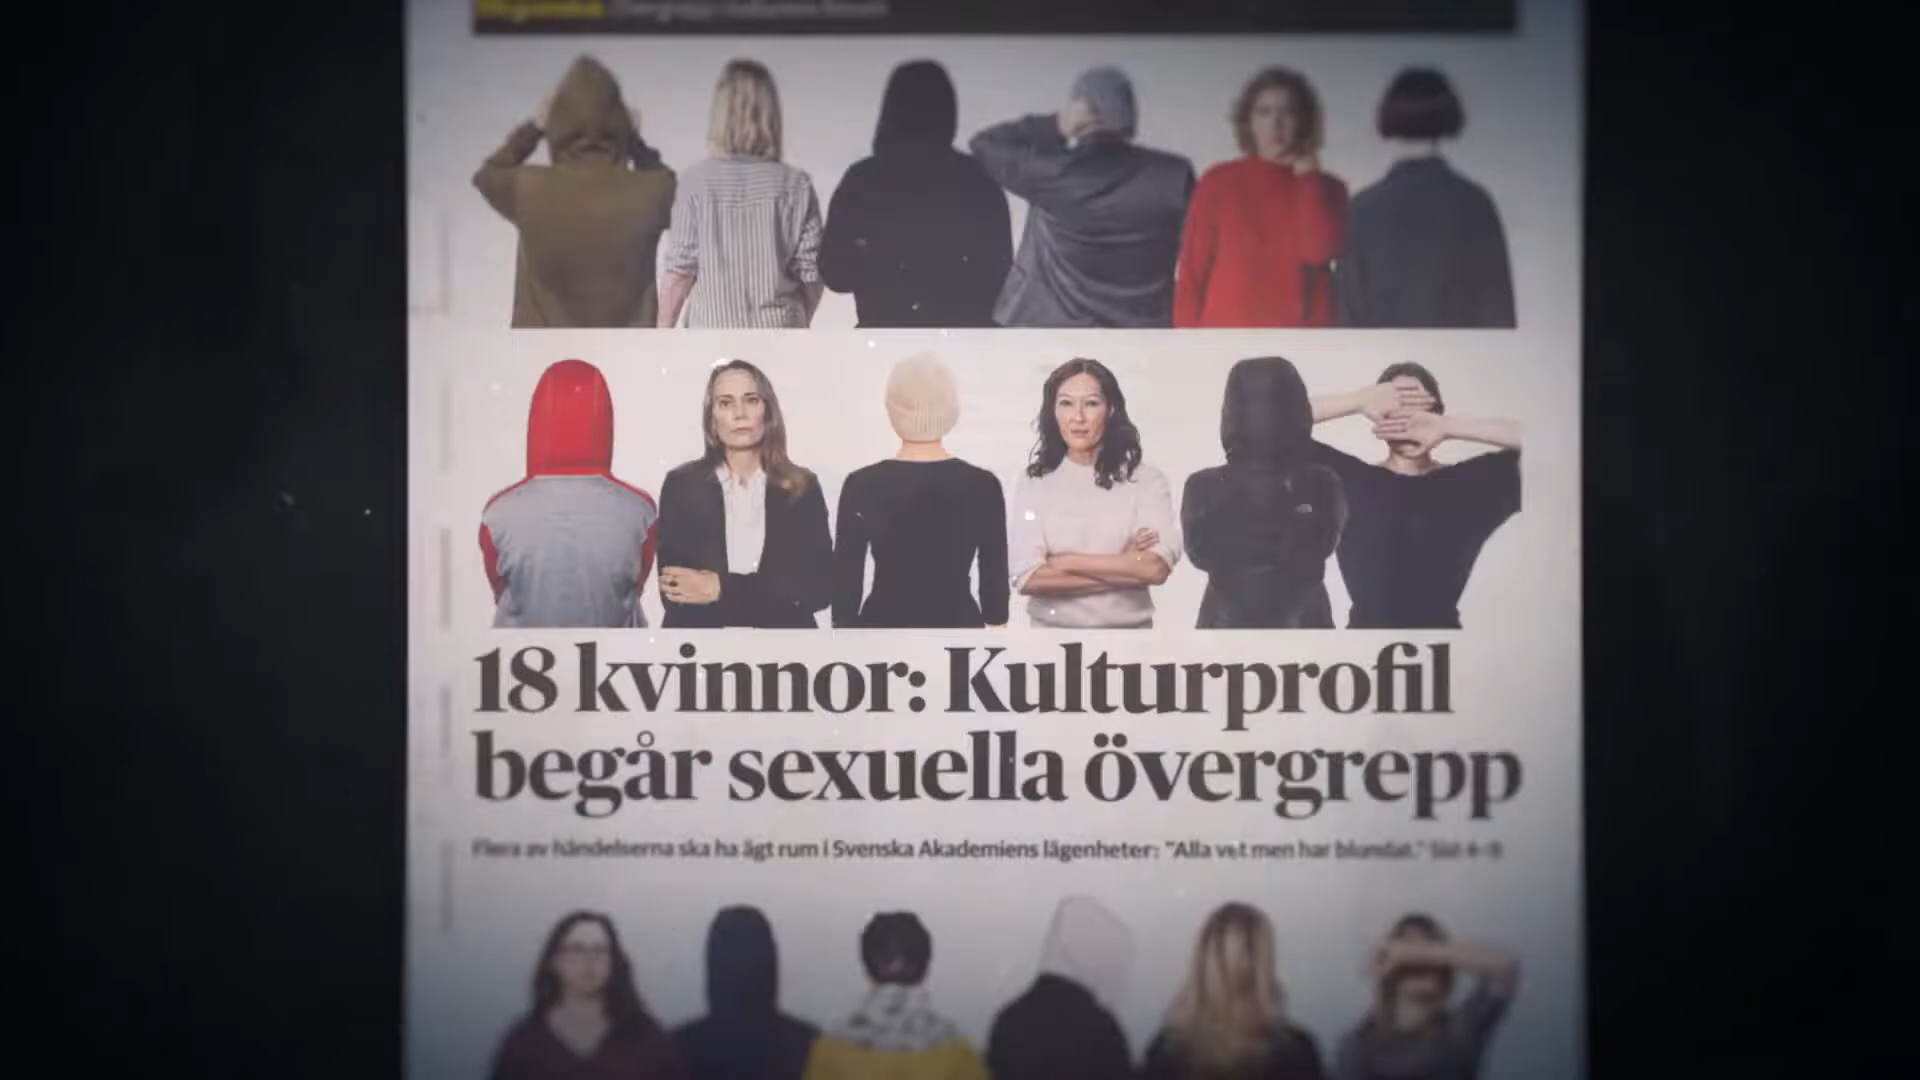 18 kvinnor: Kulturprofil
begår sexuella övergrepp
Flera av händelserna ska ha ägt rum i Svenska Akademiens lägenheter: "Alla vet men har blundat." Sid